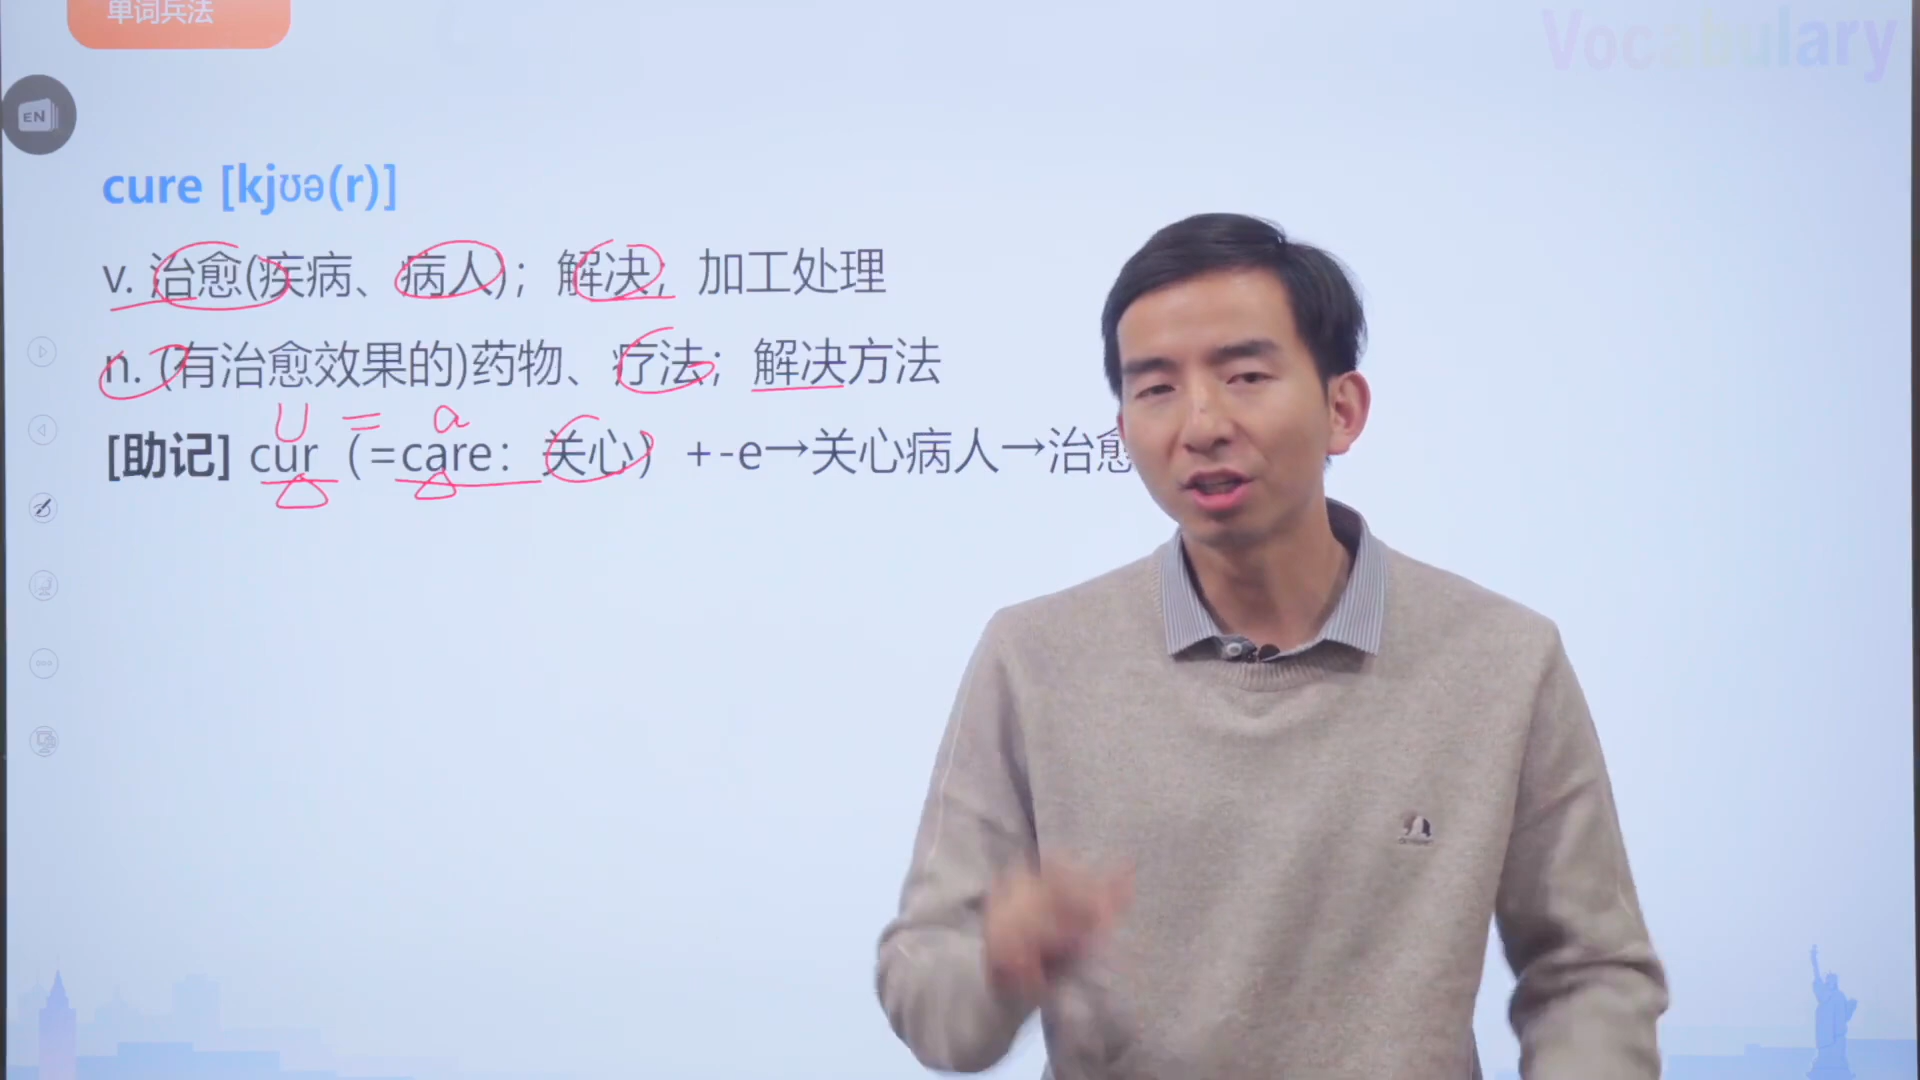 单词兵法
Vocabulary
EN
cure [kjʊə(r)]
v. 治愈(疾病、病人)；解决，加工处理
n. (有治愈效果的)药物、疗法；解决方法
U = a
[助记] cur（=care：关心）+ -e→关心病人→治愈